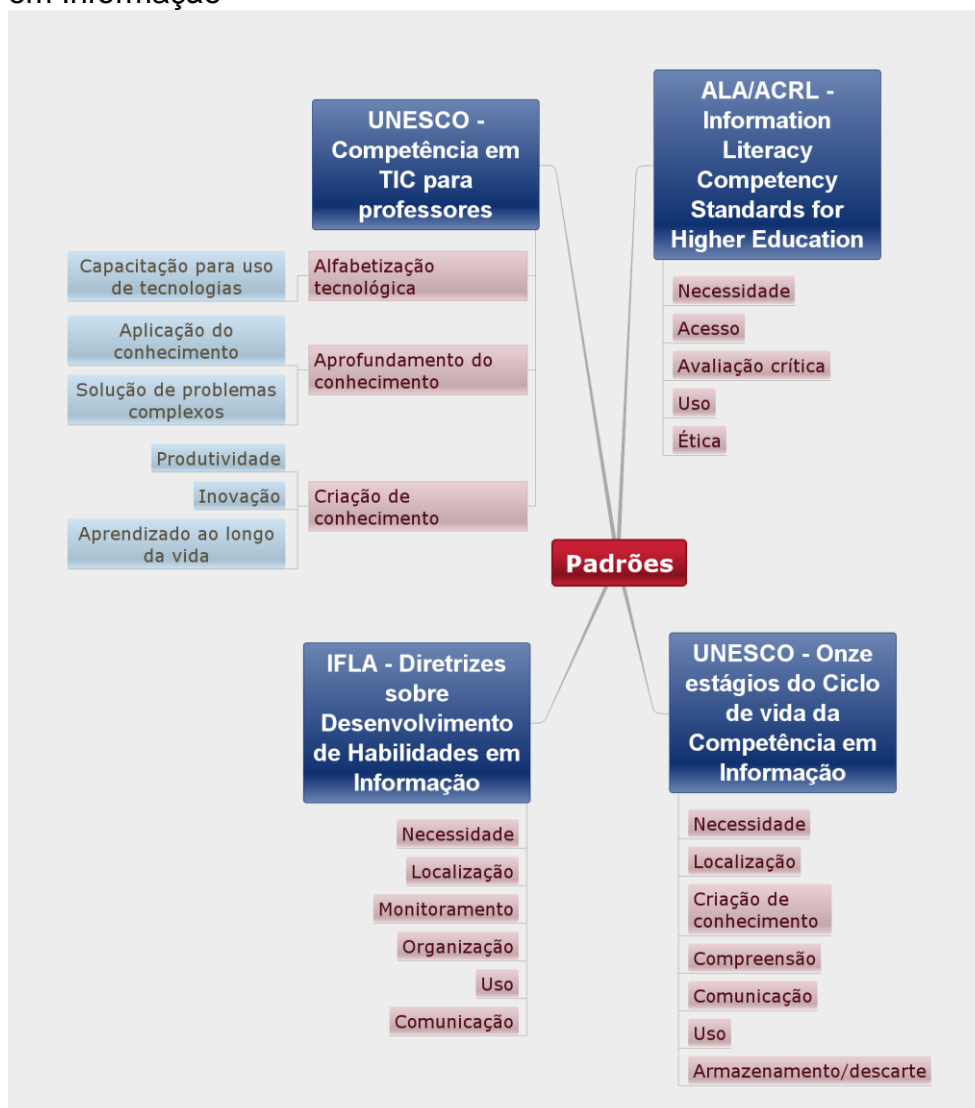 em Informação
UNESCO -
Competência em
TIC para
professores
Alfabetização
tecnológica
Capacitação para uso
de tecnologias
Aprofundamento do
conhecimento
Aplicação do
conhecimento
Solução de problemas
complexos
Criação de
conhecimento
Produtividade
Inovação
Aprendizado ao longo
da vida
ALA/ACRL -
Information
Literacy
Competency
Standards for
Higher Education
Necessidade
Acesso
Avaliação crítica
Uso
Ética
Padrões
IFLA - Diretrizes
sobre
Desenvolvimento
de Habilidades em
Informação
Necessidade
Localização
Monitoramento
Organização
Uso
Comunicação
UNESCO - Onze
estágios do Ciclo
de vida da
Competência em
Informação
Necessidade
Localização
Criação de
conhecimento
Compreensão
Comunicação
Uso
Armazenamento/descarte